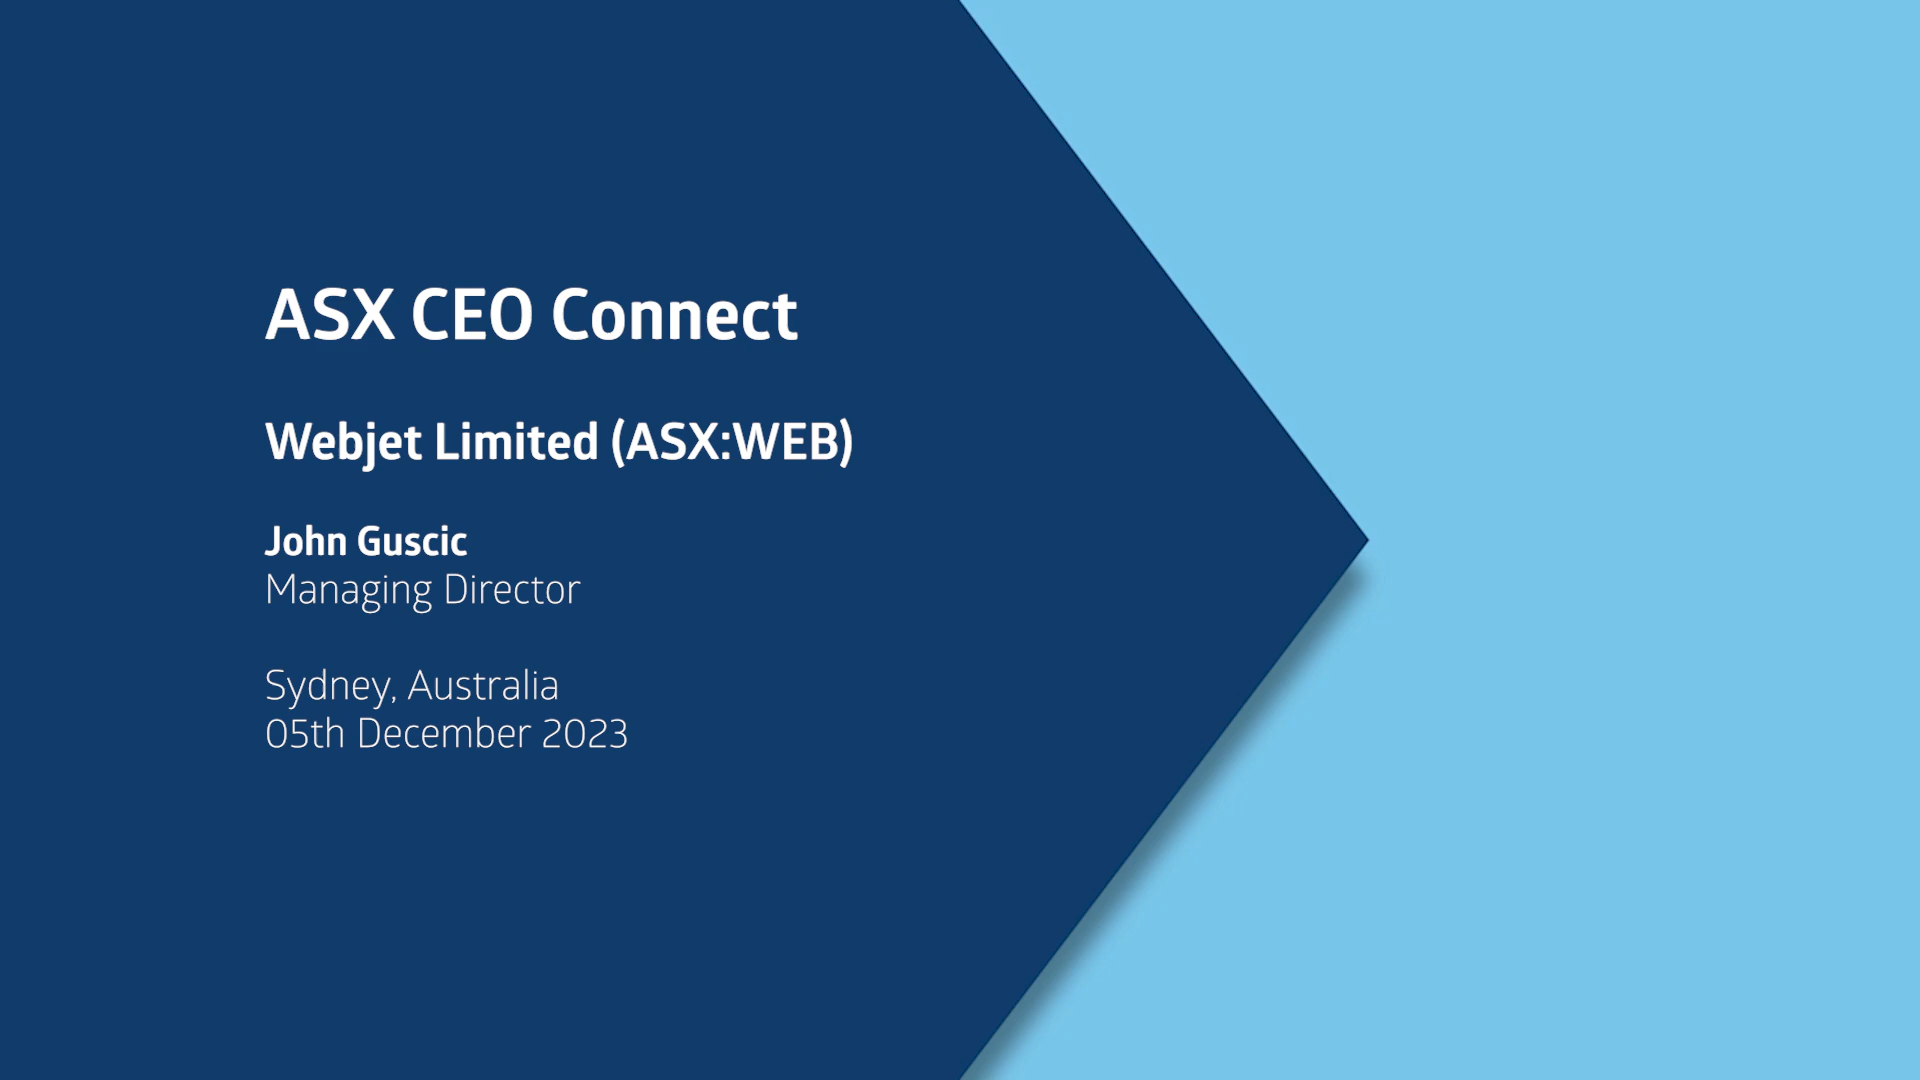 ASX CEO Connect
Webjet Limited (ASX:WEB)
John Guscic
Managing Director
Sydney, Australia
05th December 2023